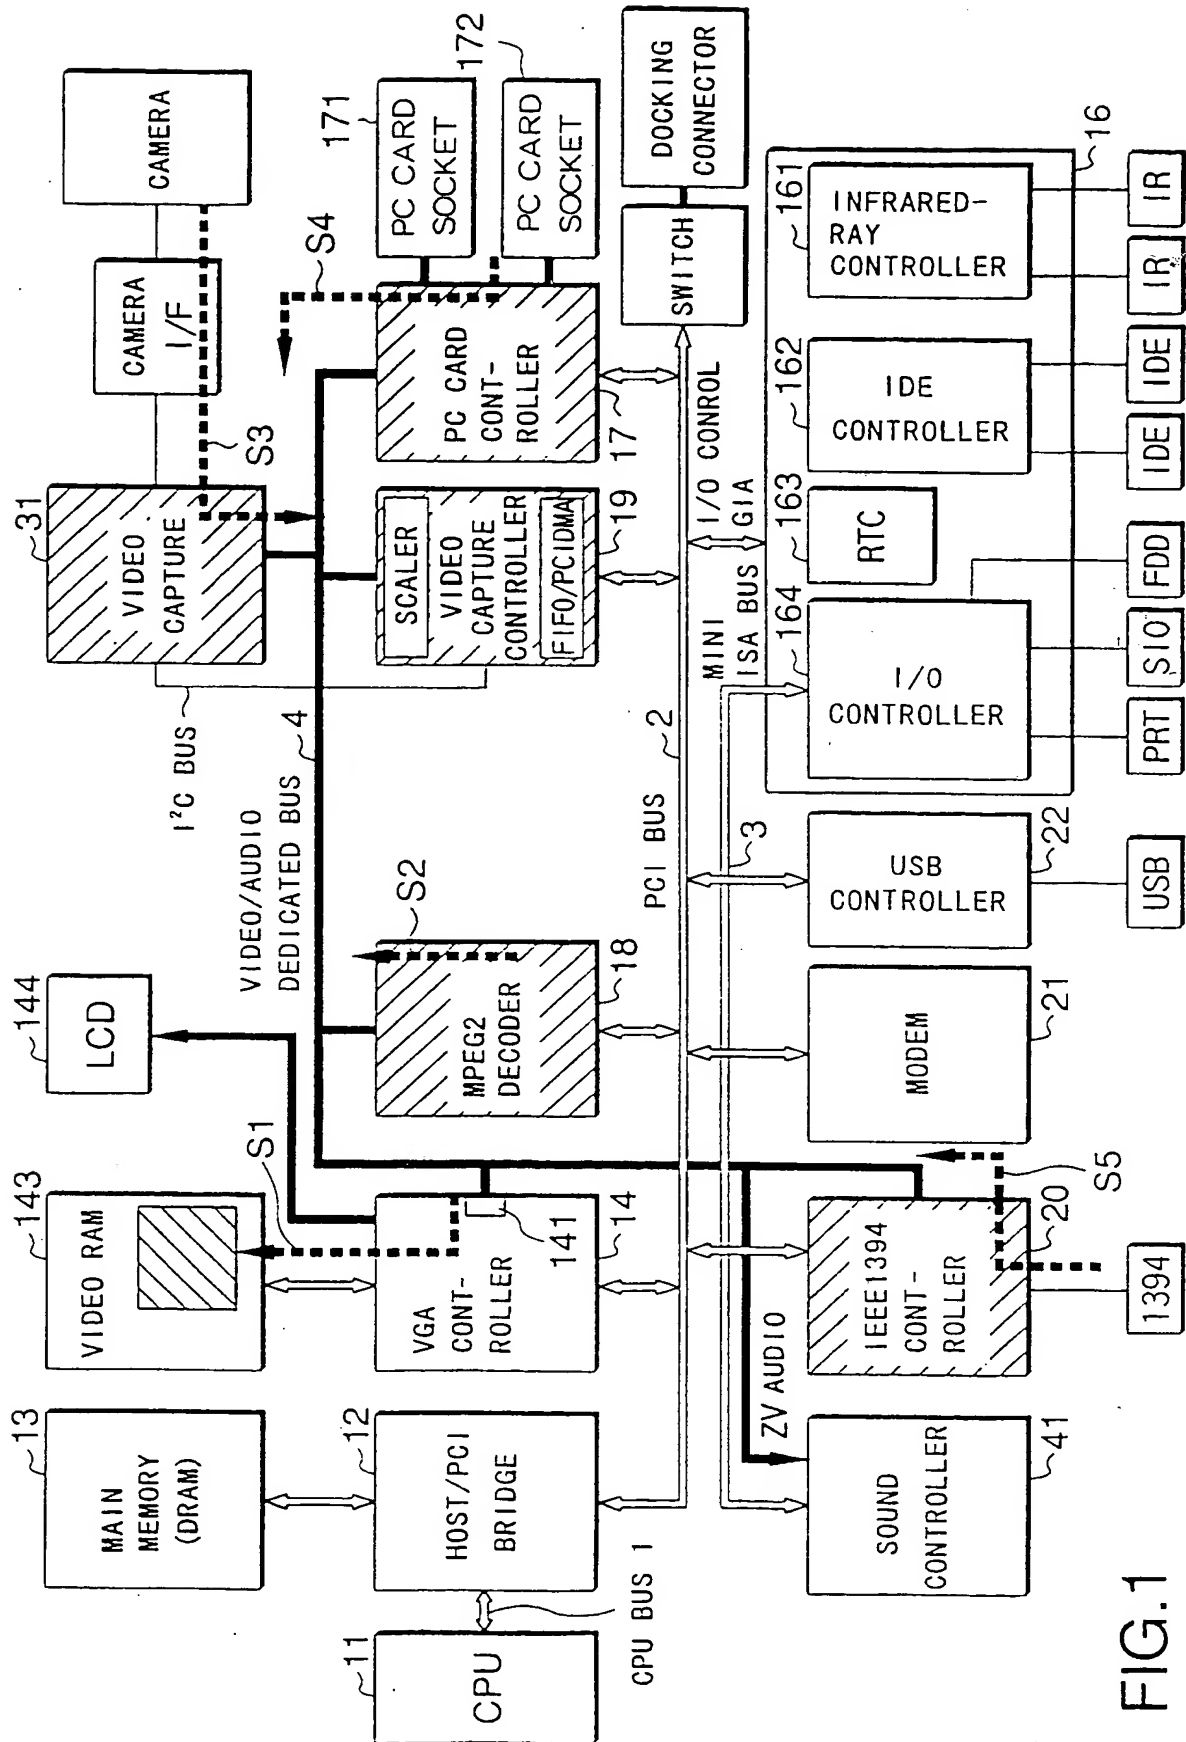 11
CPU
CPU BUS 1
13
MAIN
MEMORY
(DRAM)
12
HOST/PCI
BRIDGE
143
VIDEO RAM
S1
144
LCD
VGA
CONT-
ROLLER
141
14
VIDEO/AUDIO
DEDICATED BUS
4
S2
MPEG2
DECODER
18
I²C BUS
31
VIDEO
CAPTURE
S3
CAMERA
I/F
CAMERA
SCALER
VIDEO
CAPTURE
CONTROLLER
FIFO/PCIDMA
19
S4
PC CARD
CONT-
ROLLER
17
171
PC CARD
SOCKET
172
PC CARD
SOCKET
PCI BUS
2
SWITCH
DOCKING
CONNECTOR
3
MINI
ISA BUS
I/O CONROL
GIA
ZV AUDIO
SOUND
CONTROLLER
41
IEEE1394
CONT-
ROLLER
20
S5
1394
MODEM
21
USB
CONTROLLER
22
USB
164
I/O
CONTROLLER
163
RTC
162
IDE
CONTROLLER
161
INFRARED-
RAY
CONTROLLER
16
PRT
SIO
FDD
IDE
IDE
IR
IR
FIG.1